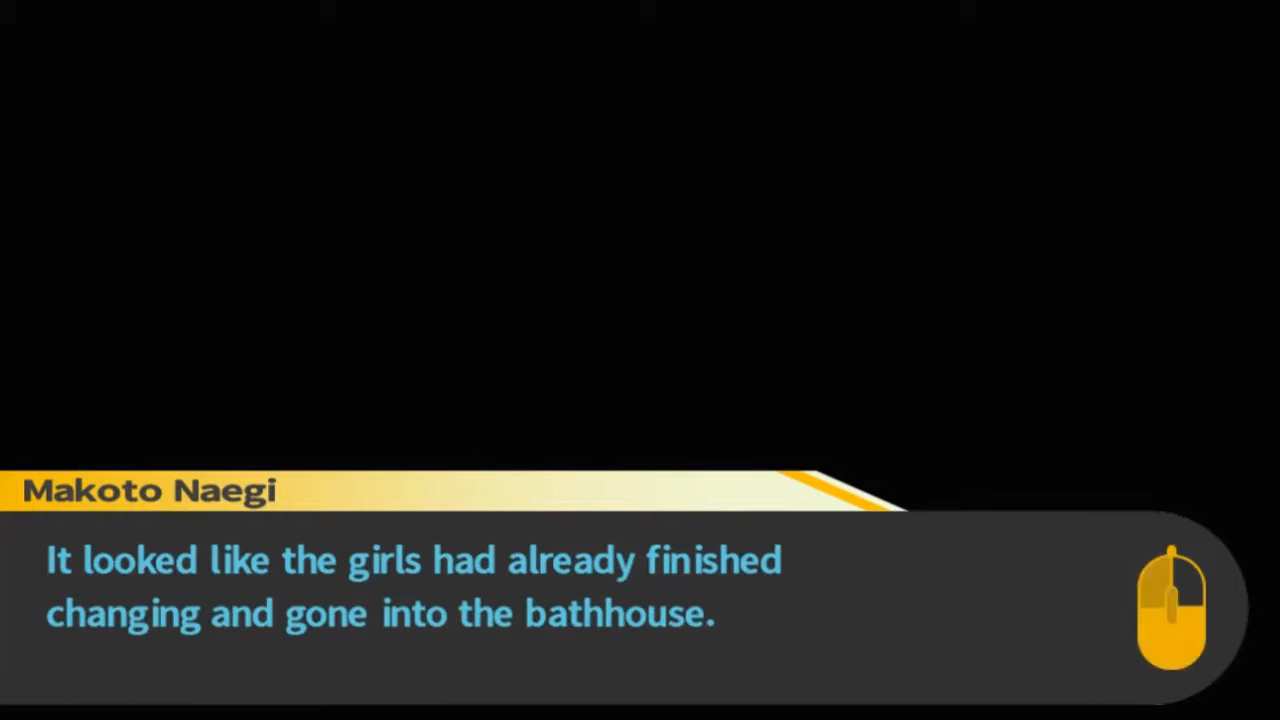 Makoto Naegi
It looked like the girls had already finished
changing and gone into the bathhouse.